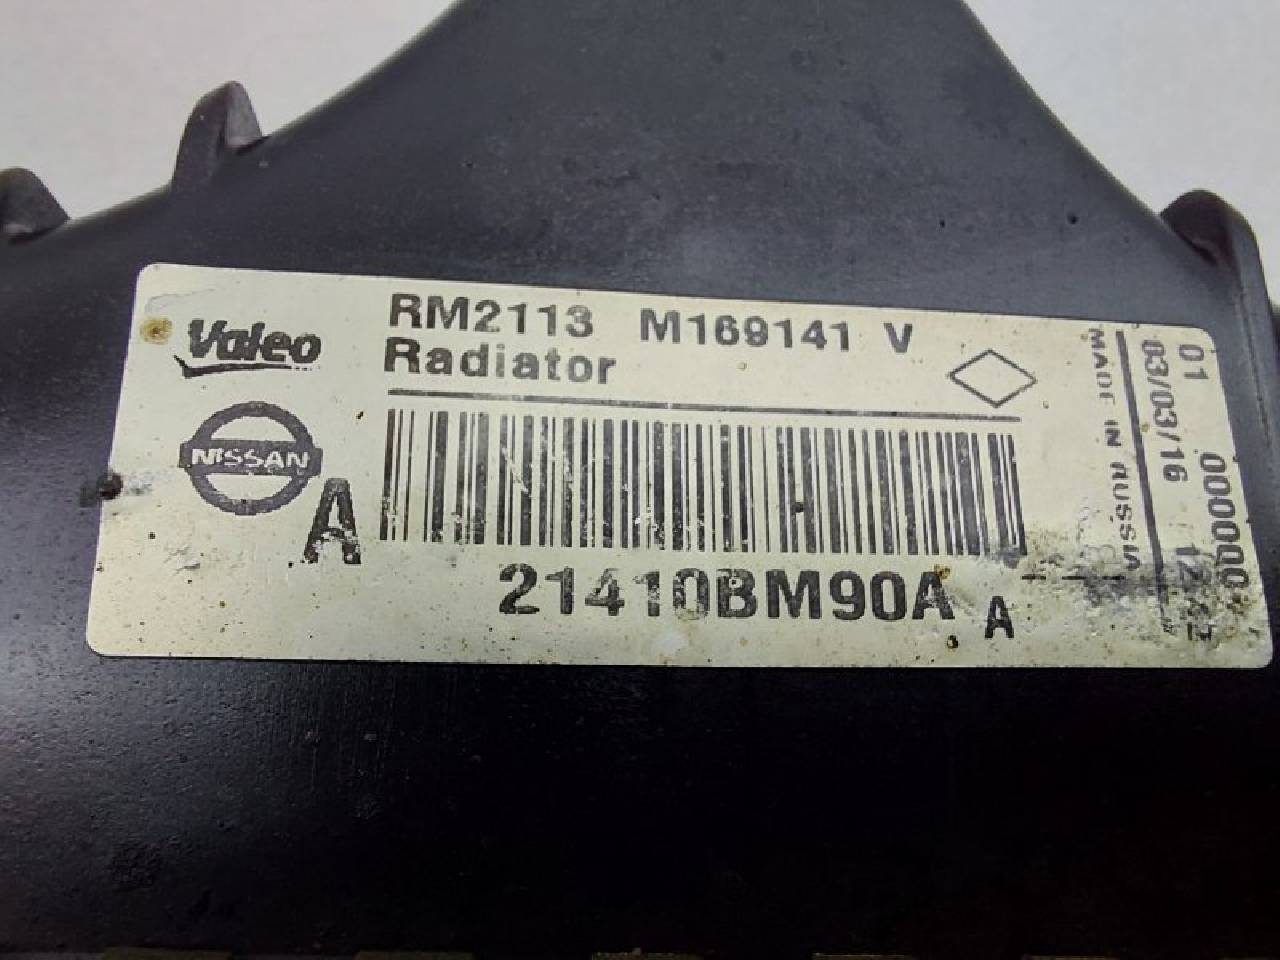 Valeo
RM2113 M169141 V
Radiator
NISSAN
A
21410BM90A A
MADE IN RUSSIA
03/03/16
01 000000